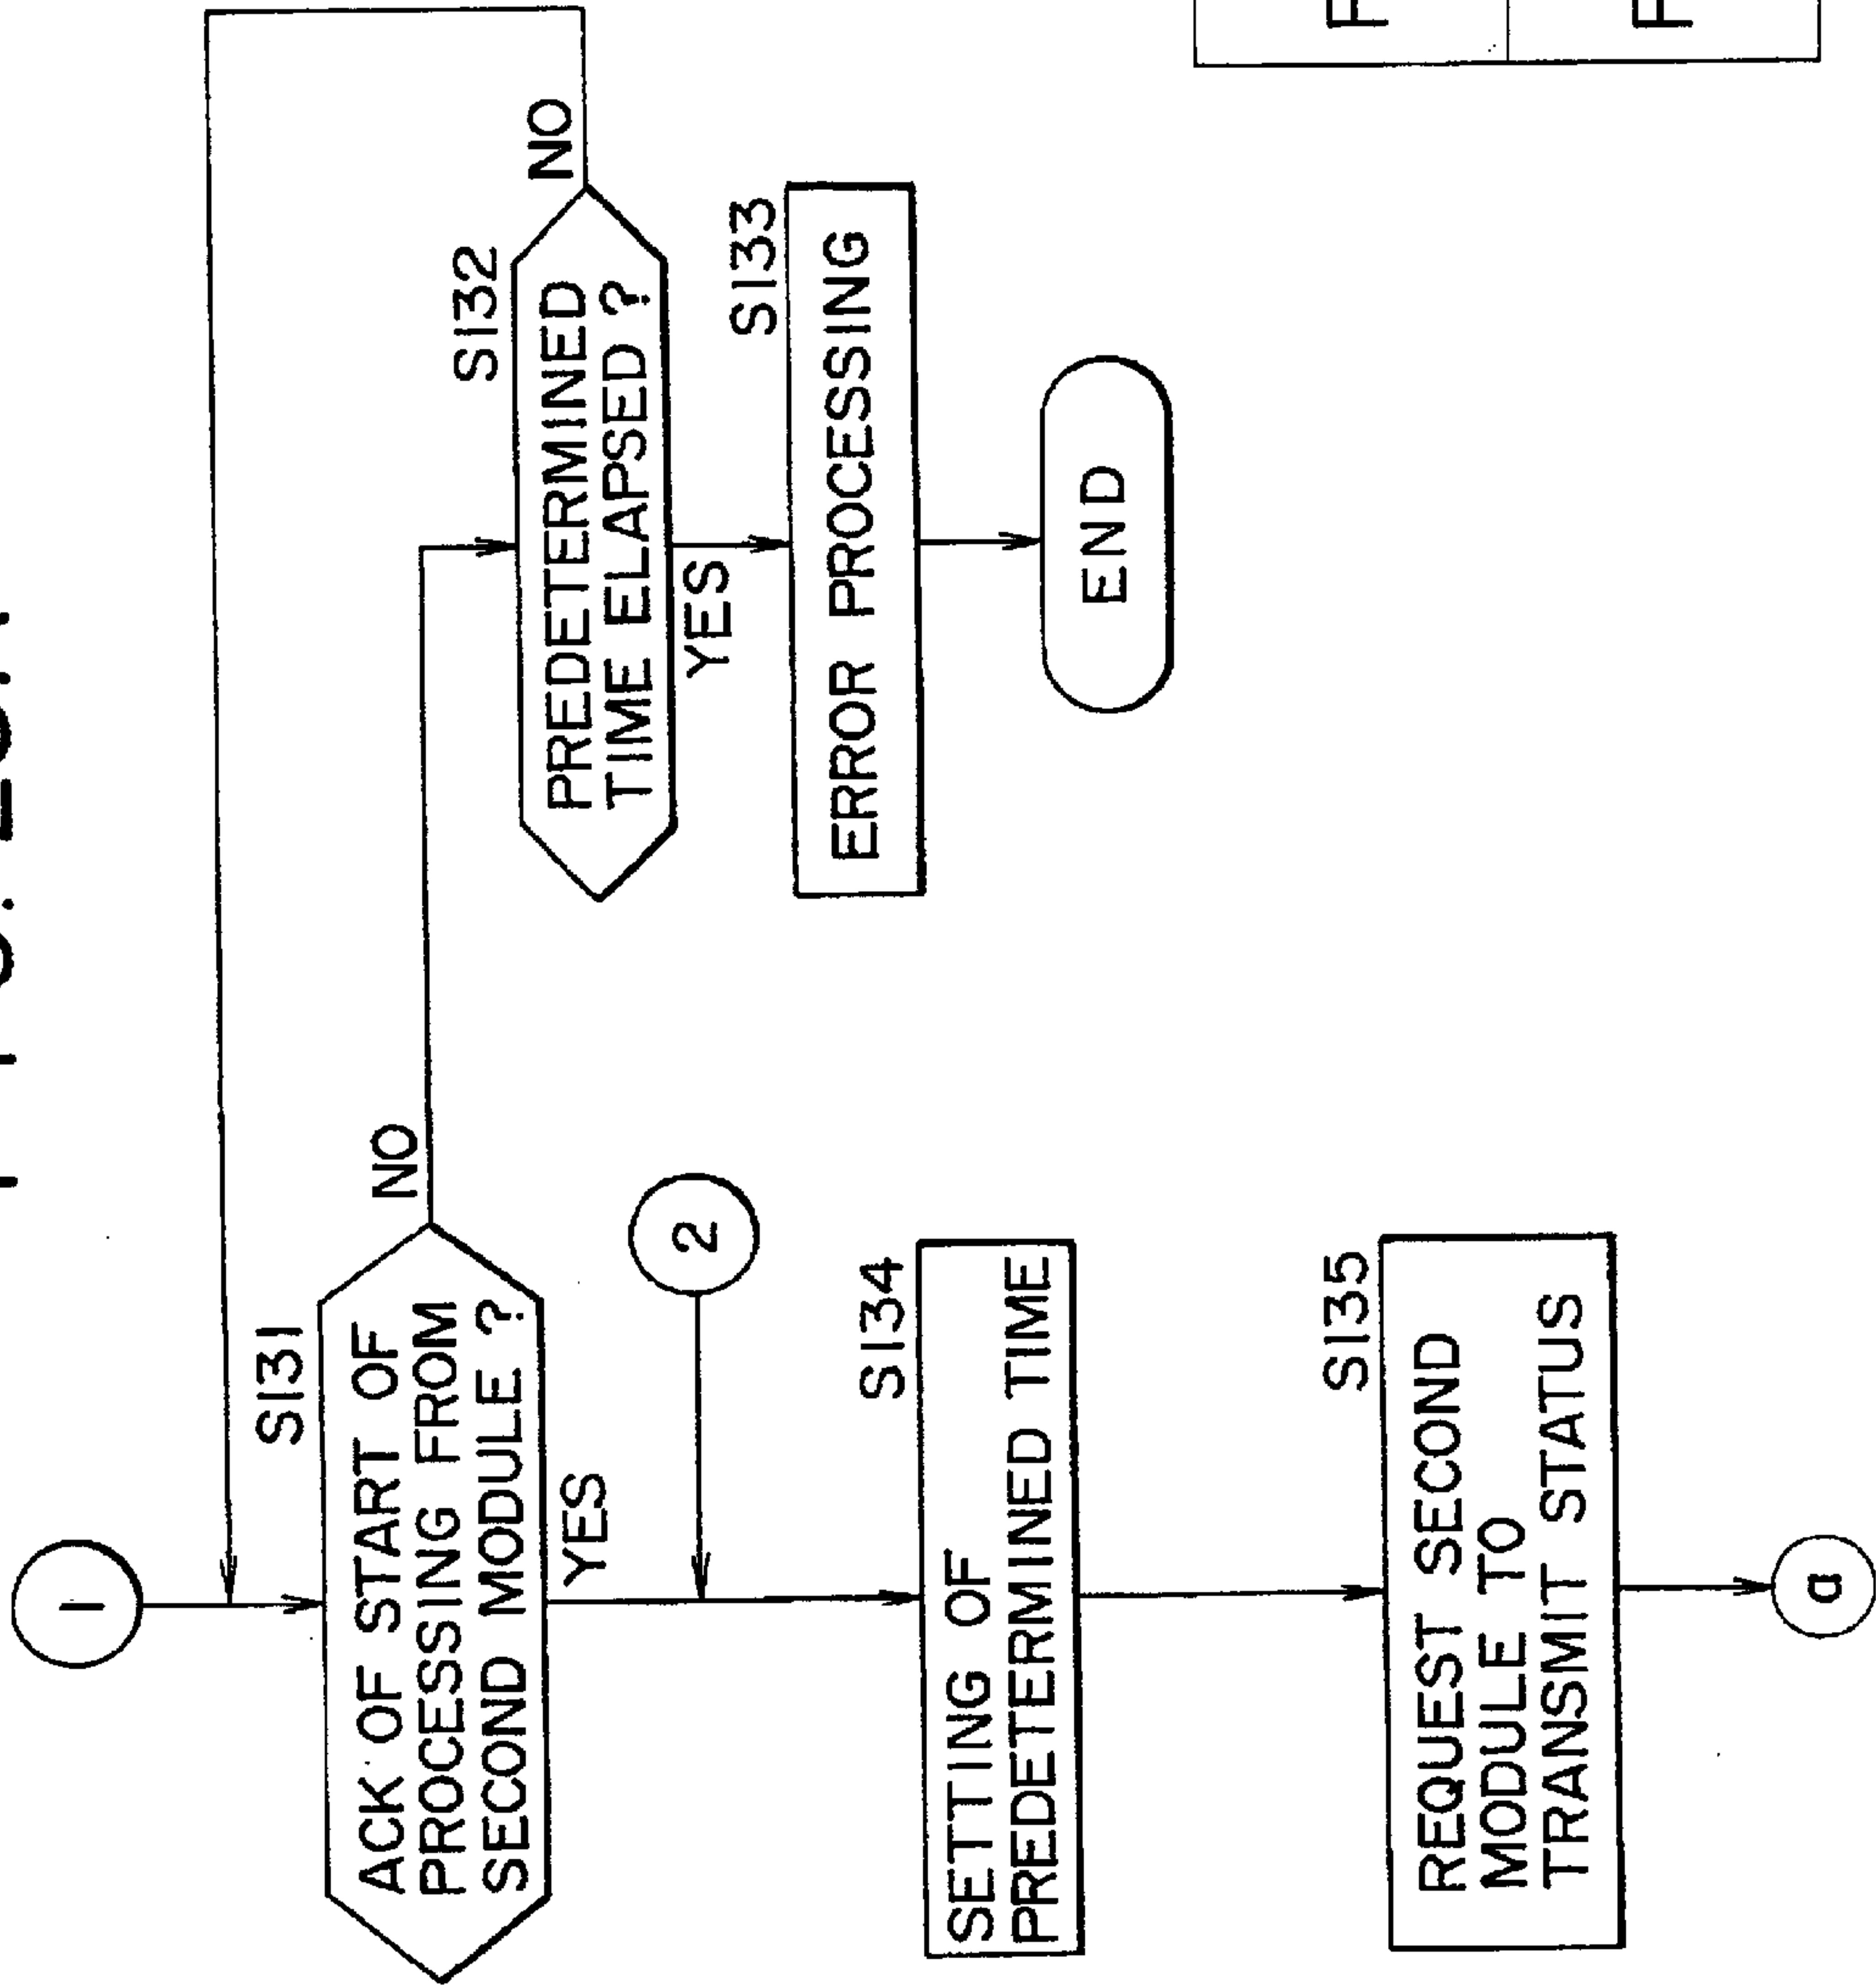 1
S131
ACK OF START OF
PROCESSING FROM
SECOND MODULE ?
NO
YES
S132
PREDETERMINED
TIME ELAPSED ?
NO
YES
S133
ERROR PROCESSING
END
2
S134
SETTING OF
PREDETERMINED TIME
S135
REQUEST SECOND
MODULE TO
TRANSMIT STATUS
a